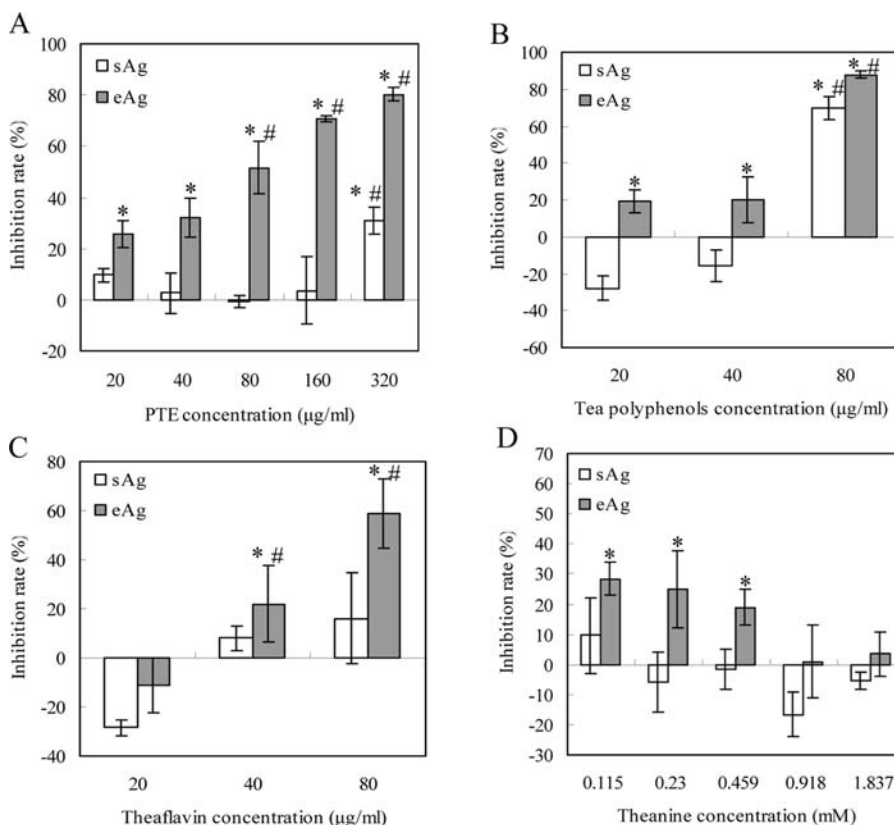 A
100
80
60
40
20
0
-20
Inhibition rate (%)
sAg
eAg
*
*
* #
* #
* #
* #
20 40 80 160 320
PTE concentration (μg/ml)
B
100
80
60
40
20
0
-20
-40
-60
Inhibition rate (%)
sAg
eAg
*
*
* #
* #
20 40 80
Tea polyphenols concentration (μg/ml)
C
80
60
40
20
0
-20
-40
Inhibition rate (%)
sAg
eAg
* #
* #
20 40 80
Theaflavin concentration (μg/ml)
D
70
60
50
40
30
20
10
0
-10
-20
-30
Inhibition rate (%)
sAg
eAg
*
*
*
0.115 0.23 0.459 0.918 1.837
Theanine concentration (mM)